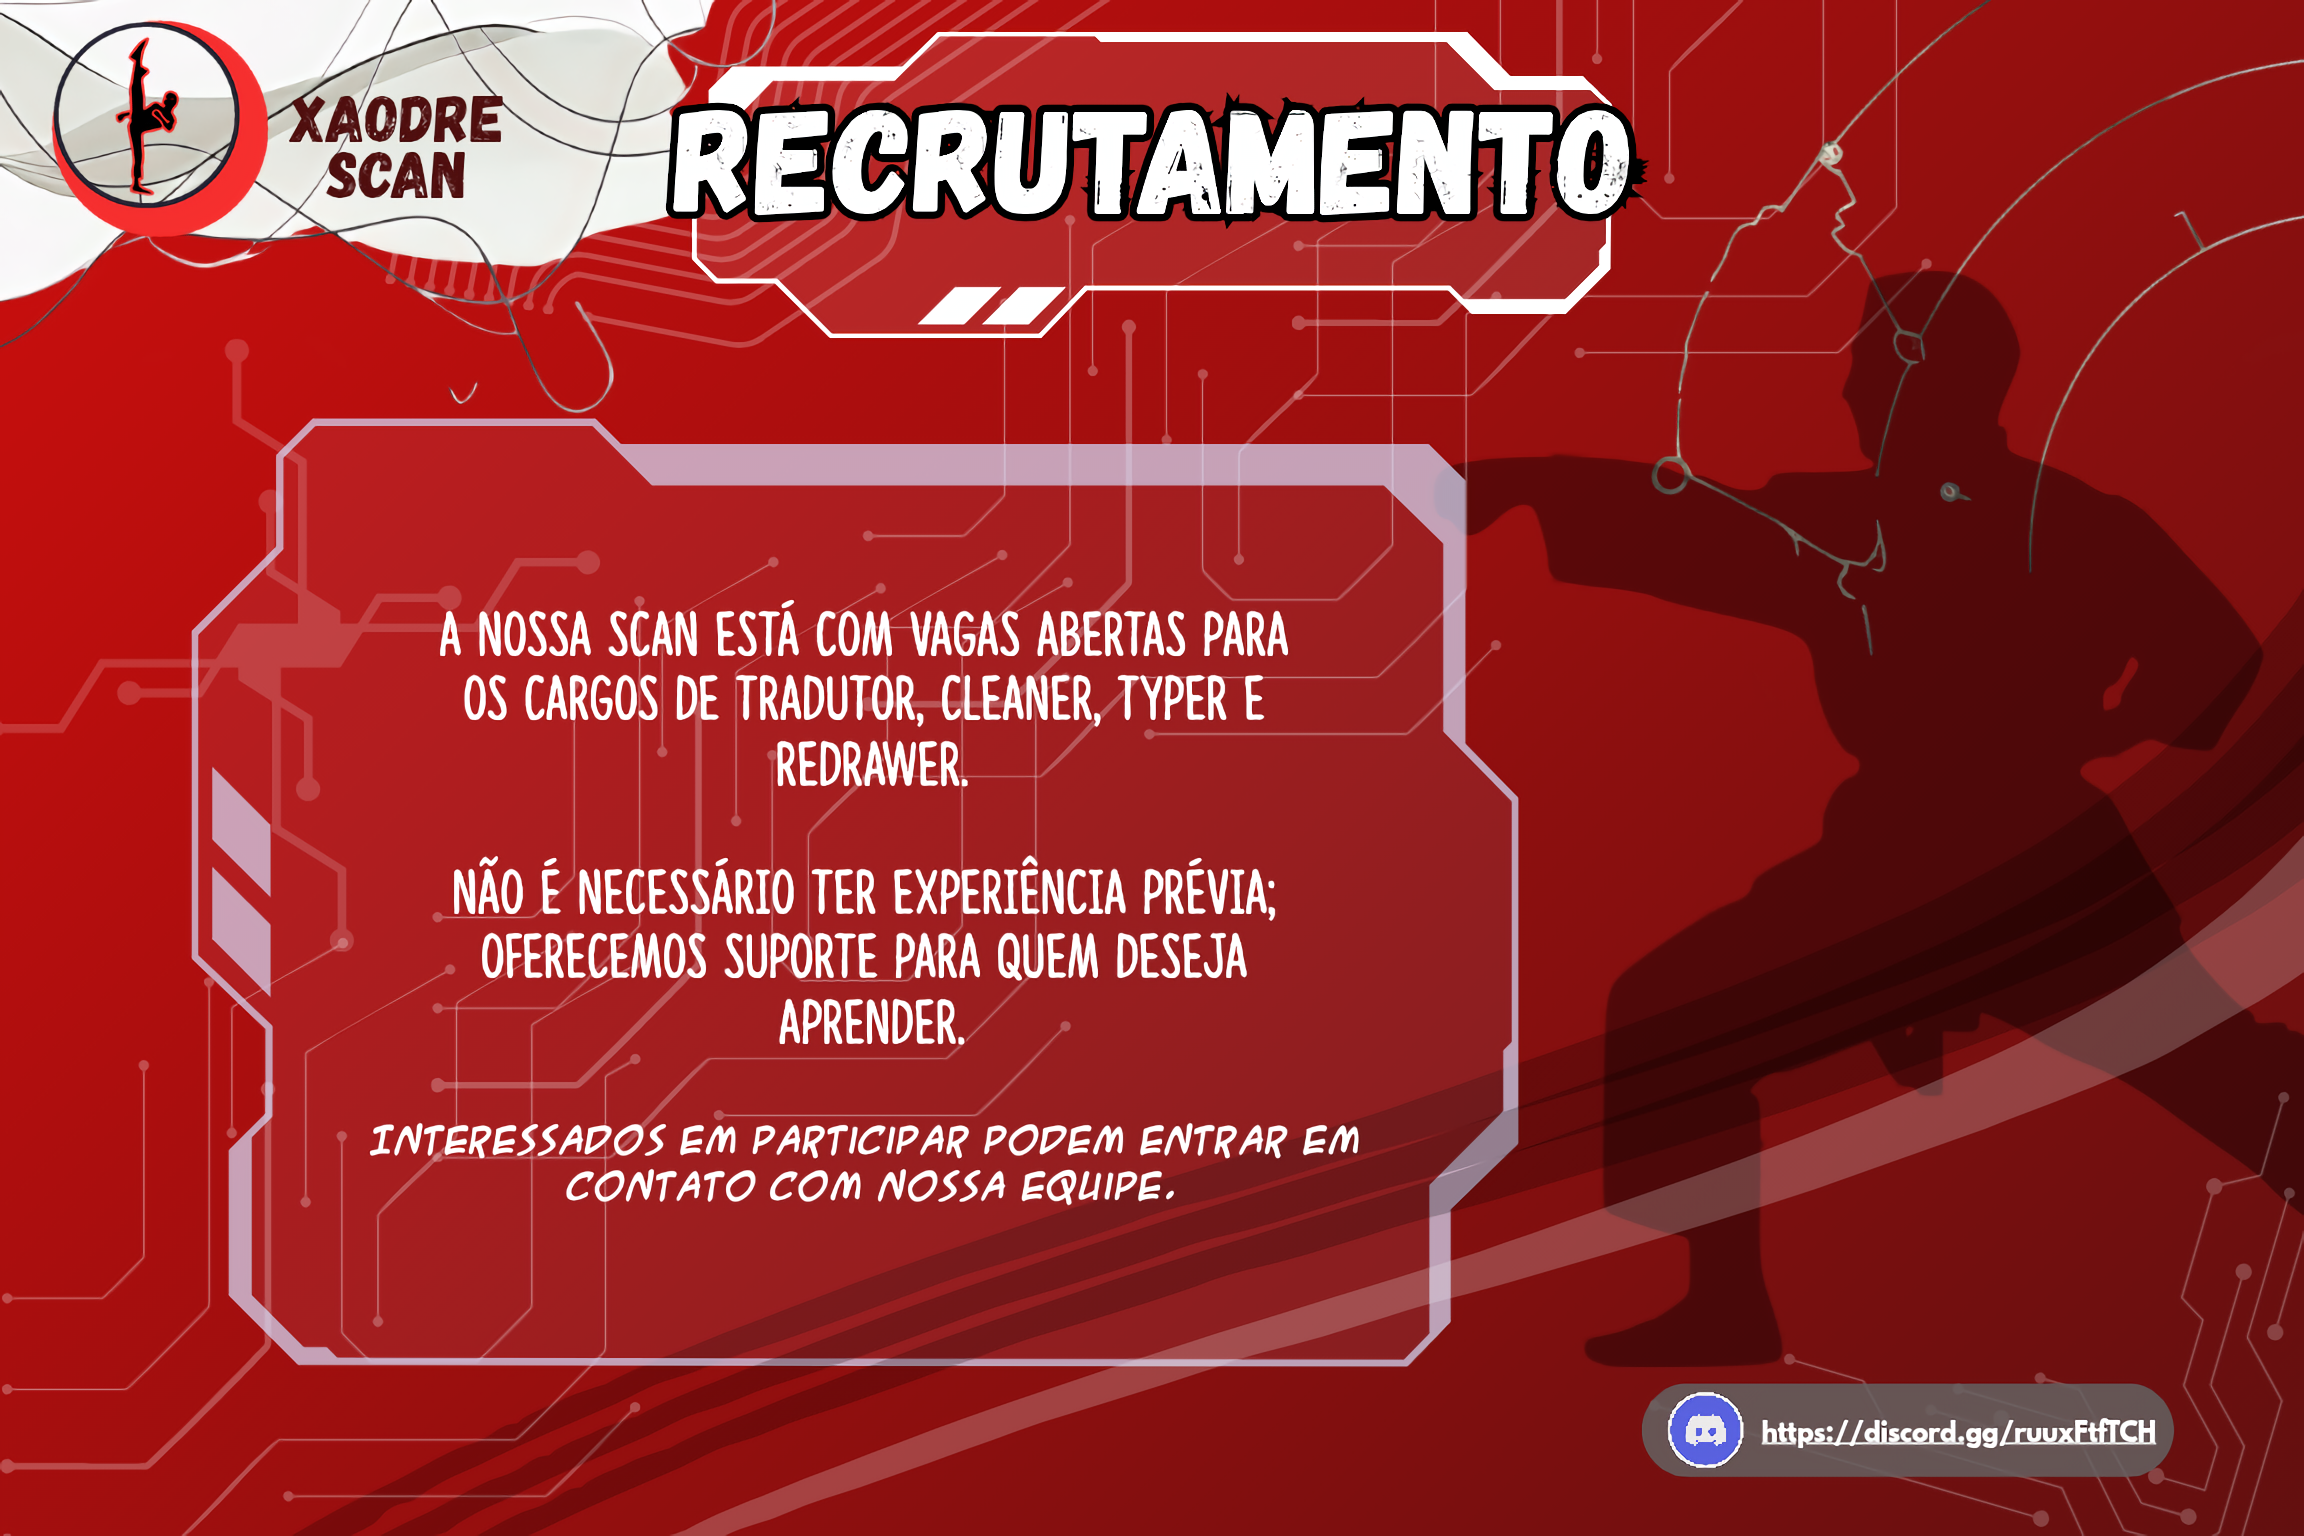 XAODRE
SCAN
RECRUTAMENTO
A NOSSA SCAN ESTÁ COM VAGAS ABERTAS PARA
OS CARGOS DE TRADUTOR, CLEANER, TYPER E
REDRAWER.
NÃO É NECESSÁRIO TER EXPERIÊNCIA PRÉVIA;
OFERECEMOS SUPORTE PARA QUEM DESEJA
APRENDER.
INTERESSADOS EM PARTICIPAR PODEM ENTRAR EM
CONTATO COM NOSSA EQUIPE.
https://discord.gg/ruuxFtfTCH